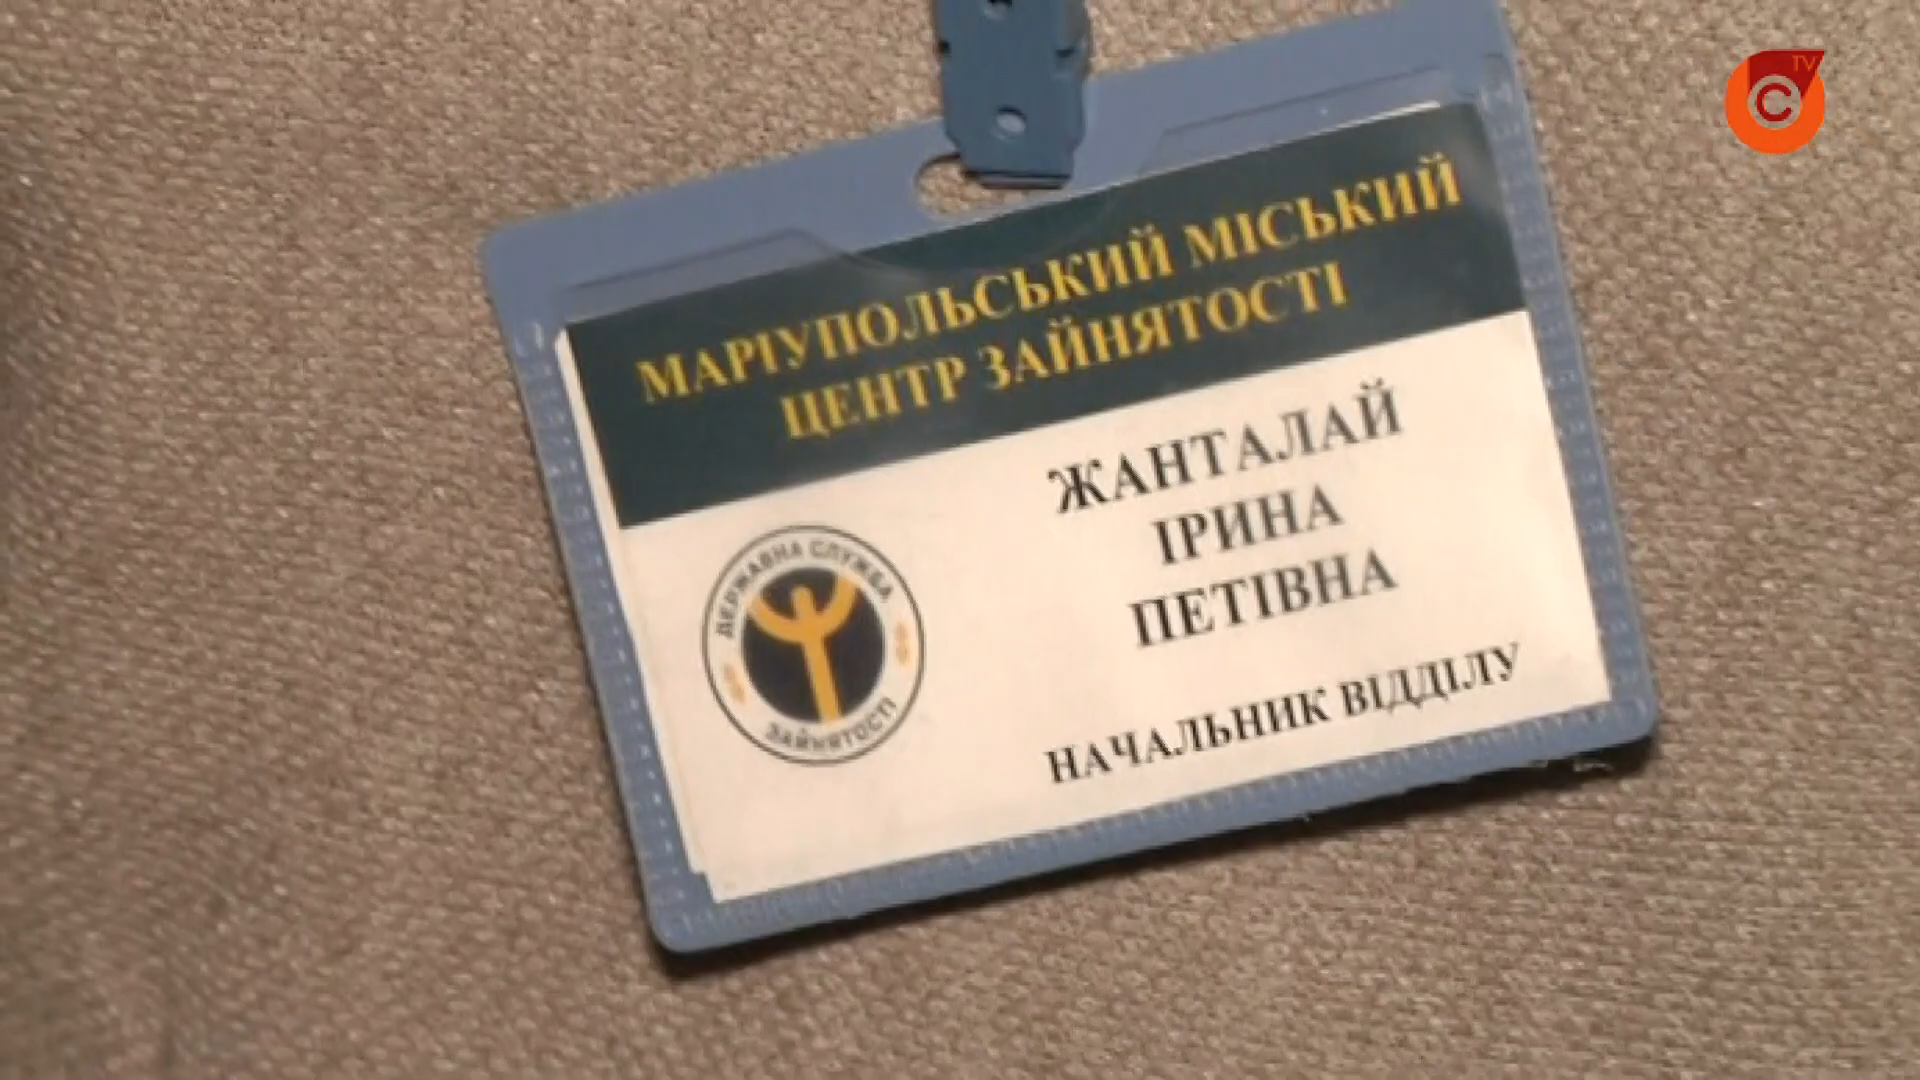 TV
C
МАРІУПОЛЬСЬКИЙ МІСЬКИЙ
ЦЕНТР ЗАЙНЯТОСТІ
ЖАНТАЛАЙ
ІРИНА
ПЕТІВНА
НАЧАЛЬНИК ВІДДІЛУ
ДЕРЖАВНА СЛУЖБА
ЗАЙНЯТОСТІ